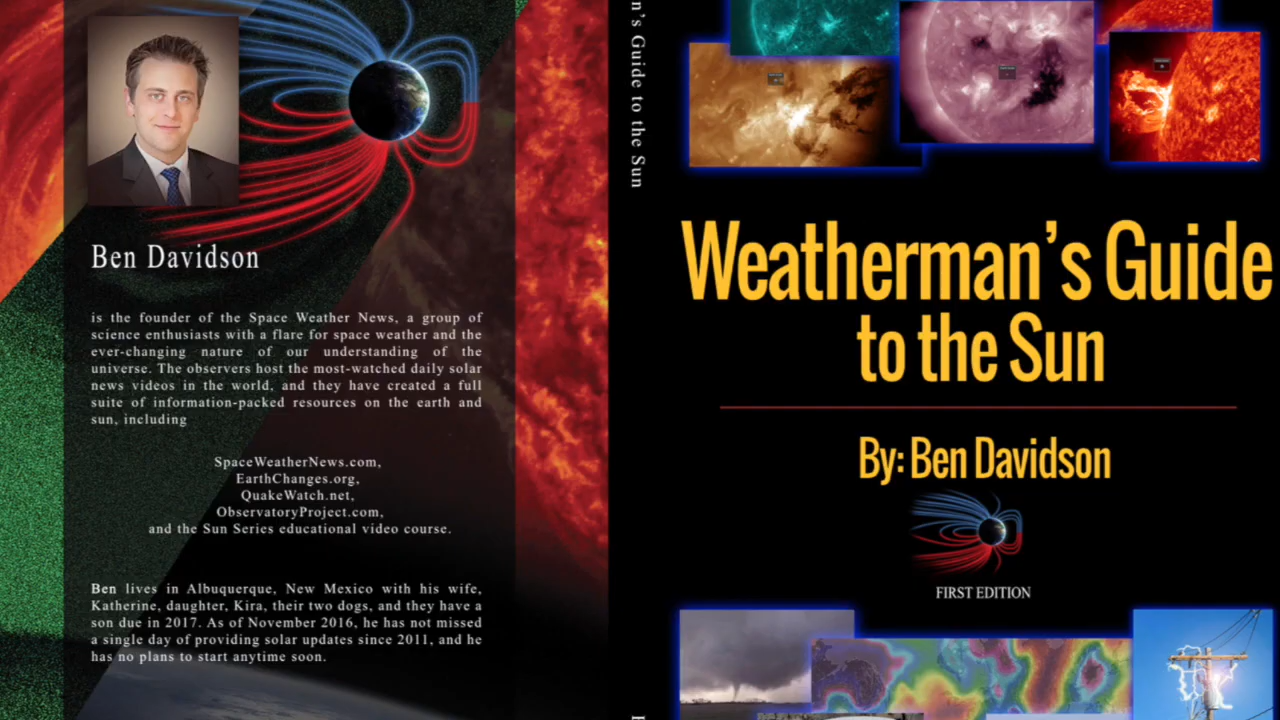 Ben Davidson
is the founder of the Space Weather News, a group of
science enthusiasts with a flare for space weather and the
ever-changing nature of our understanding of the
universe. The observers host the most-watched daily solar
news videos in the world, and they have created a full
suite of information-packed resources on the earth and
sun, including
SpaceWeatherNews.com,
EarthChanges.org,
QuakeWatch.net,
ObservatoryProject.com,
and the Sun Series educational video course.
Ben lives in Albuquerque, New Mexico with his wife,
Katherine, daughter, Kira, their two dogs, and they have a
son due in 2017. As of November 2016, he has not missed
a single day of providing solar updates since 2011, and he
has no plans to start anytime soon.
n's Guide to the Sun
Weatherman's Guide
to the Sun
By: Ben Davidson
FIRST EDITION